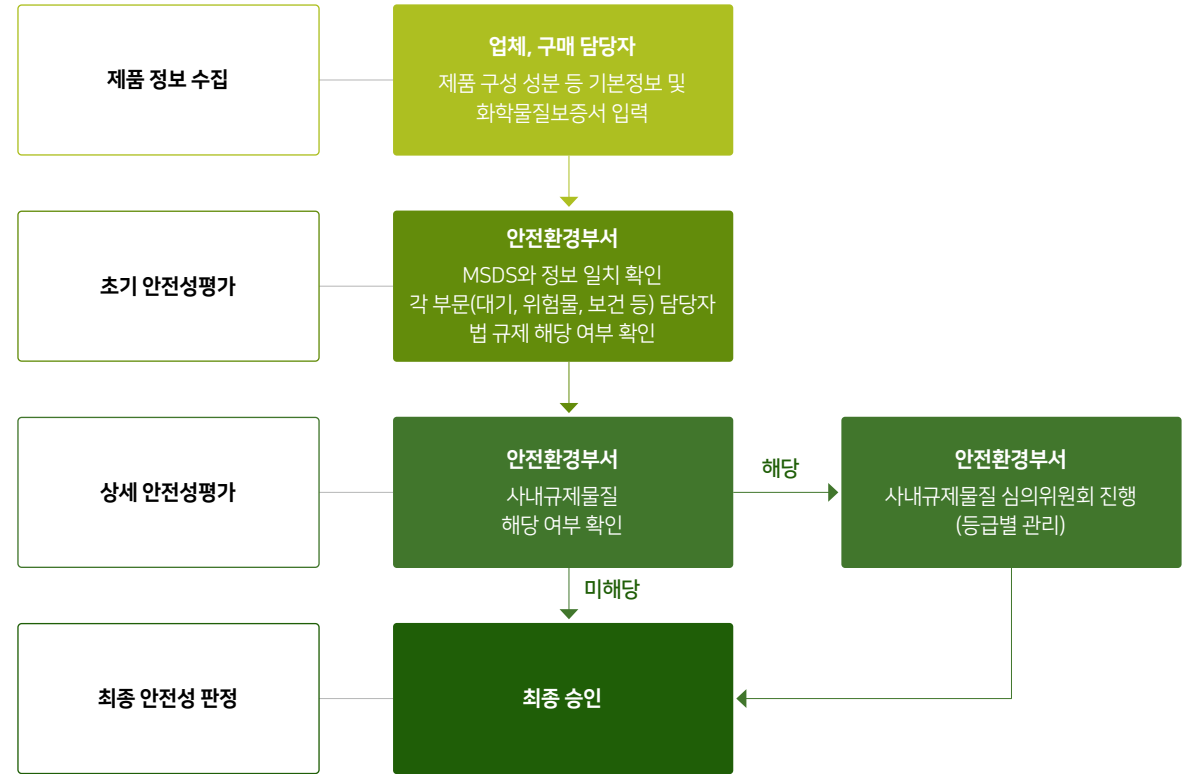 제품 정보 수집
업체, 구매 담당자
제품 구성 성분 등 기본정보 및
화학물질보증서 입력
초기 안전성평가
안전환경부서
MSDS와 정보 일치 확인
각 부문(대기, 위험물, 보건 등) 담당자
법 규제 해당 여부 확인
상세 안전성평가
안전환경부서
사내규제물질
해당 여부 확인
해당
안전환경부서
사내규제물질 심의위원회 진행
(등급별 관리)
미해당
최종 안전성 판정
최종 승인